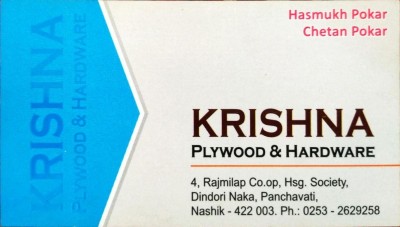 Hasmukh Pokar
Chetan Pokar
KRISHNA
PLYWOOD & HARDWARE
KRISHNA
PLYWOOD & HARDWARE
4, Rajmilap Co.op, Hsg. Society,
Dindori Naka, Panchavati,
Nashik - 422 003. Ph.: 0253 - 2629258